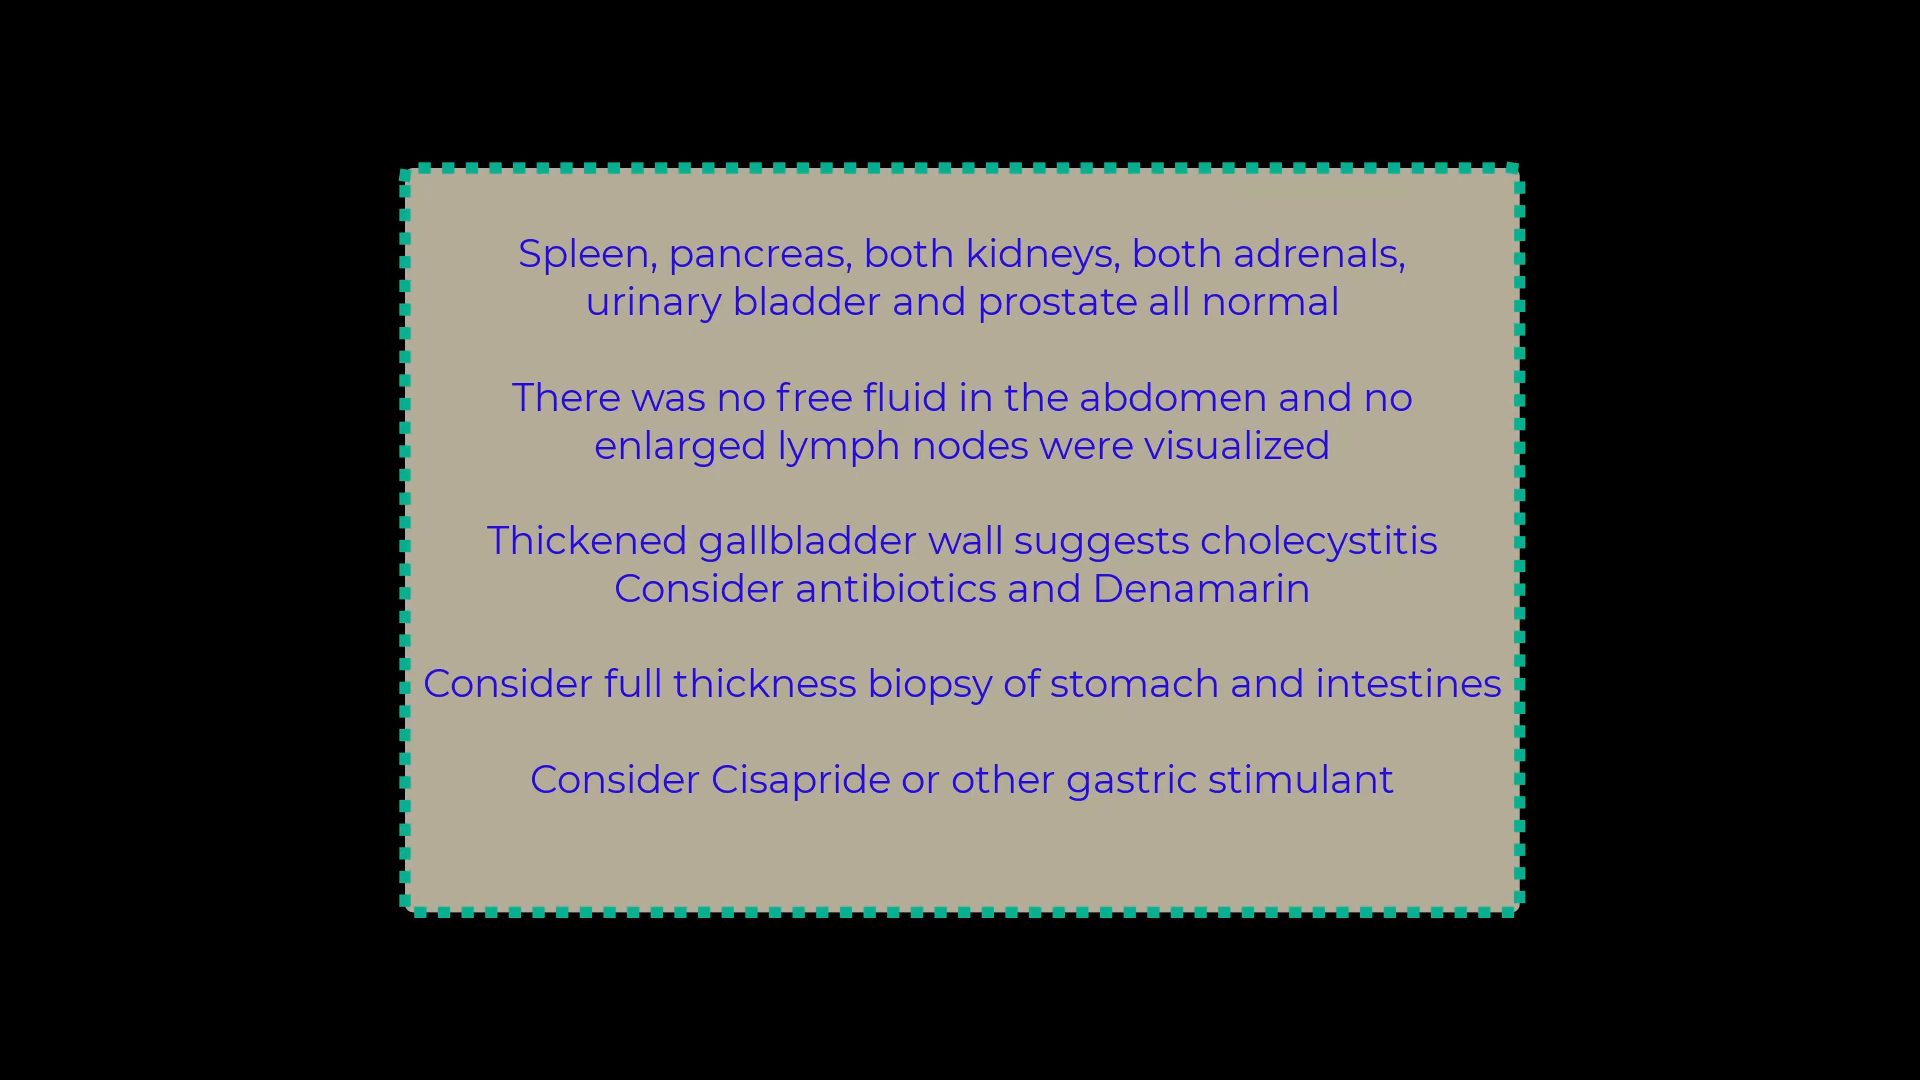 Spleen, pancreas, both kidneys, both adrenals,
urinary bladder and prostate all normal
There was no free fluid in the abdomen and no
enlarged lymph nodes were visualized
Thickened gallbladder wall suggests cholecystitis
Consider antibiotics and Denamarin
Consider full thickness biopsy of stomach and intestines
Consider Cisapride or other gastric stimulant